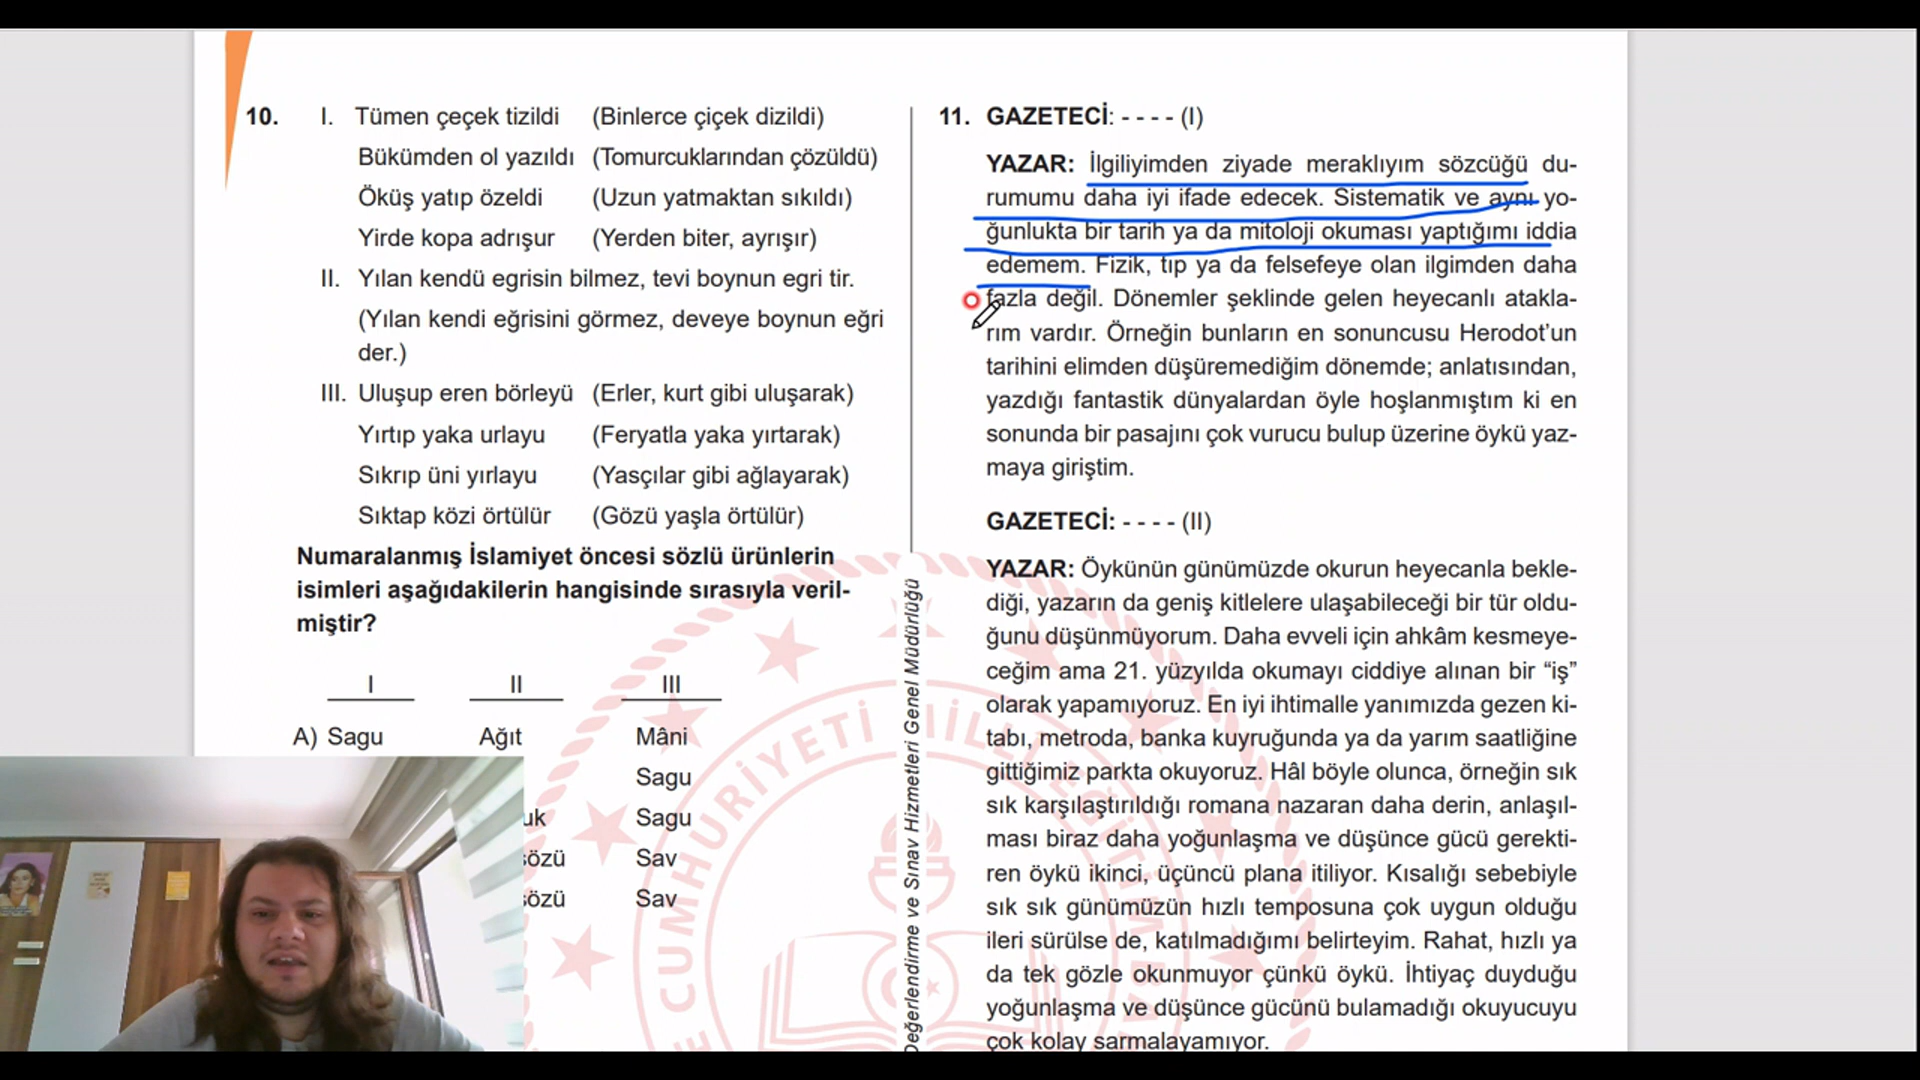 10. I. Tümen çeçek tizildi (Binlerce çiçek dizildi)
Bükümden ol yazıldı (Tomurcuklarından çözüldü)
Öküş yatıp özeldi (Uzun yatmaktan sıkıldı)
Yirde kopa adrışur (Yerden biter, ayrışır)
II. Yılan kendü egrisin bilmez, tevi boynun egri tir.
(Yılan kendi eğrisini görmez, deveye boynun eğri
der.)
III. Uluşup eren börleyü (Erler, kurt gibi uluşarak)
Yırtıp yaka urlayu (Feryatla yaka yırtarak)
Sıkrıp üni yırlayu (Yasçılar gibi ağlayarak)
Sıktap közi örtülür (Gözü yaşla örtülür)
Numaralanmış İslamiyet öncesi sözlü ürünlerin
isimleri aşağıdakilerin hangisinde sırasıyla veril-
miştir?
I II III
A) Sagu Ağıt Mâni
Sagu
uk Sagu
sözü Sav
sözü Sav
Değerlendirme ve Sınav Hizmetleri Genel Müdürlüğü
CUMHURİYETİ MİLLÎ EĞİTİM BA
11. GAZETECİ: - - - - (I)
YAZAR: İlgiliyimden ziyade meraklıyım sözcüğü du-
rumumu daha iyi ifade edecek. Sistematik ve aynı yo-
ğunlukta bir tarih ya da mitoloji okuması yaptığımı iddia
edemem. Fizik, tıp ya da felsefeye olan ilgimden daha
fazla değil. Dönemler şeklinde gelen heyecanlı atakla-
rım vardır. Örneğin bunların en sonuncusu Herodot’un
tarihini elimden düşüremediğim dönemde; anlatısından,
yazdığı fantastik dünyalardan öyle hoşlanmıştım ki en
sonunda bir pasajını çok vurucu bulup üzerine öykü yaz-
maya giriştim.
GAZETECİ: - - - - (II)
YAZAR: Öykünün günümüzde okurun heyecanla bekle-
diği, yazarın da geniş kitlelere ulaşabileceği bir tür oldu-
ğunu düşünmüyorum. Daha evveli için ahkâm kesmeye-
ceğim ama 21. yüzyılda okumayı ciddiye alınan bir “iş”
olarak yapamıyoruz. En iyi ihtimalle yanımızda gezen ki-
tabı, metroda, banka kuyruğunda ya da yarım saatliğine
gittiğimiz parkta okuyoruz. Hâl böyle olunca, örneğin sık
sık karşılaştırıldığı romana nazaran daha derin, anlaşıl-
ması biraz daha yoğunlaşma ve düşünce gücü gerekti-
ren öykü ikinci, üçüncü plana itiliyor. Kısalığı sebebiyle
sık sık günümüzün hızlı temposuna çok uygun olduğu
ileri sürülse de, katılmadığımı belirteyim. Rahat, hızlı ya
da tek gözle okunmuyor çünkü öykü. İhtiyaç duyduğu
yoğunlaşma ve düşünce gücünü bulamadığı okuyucuyu
çok kolay sarmalayamıyor.